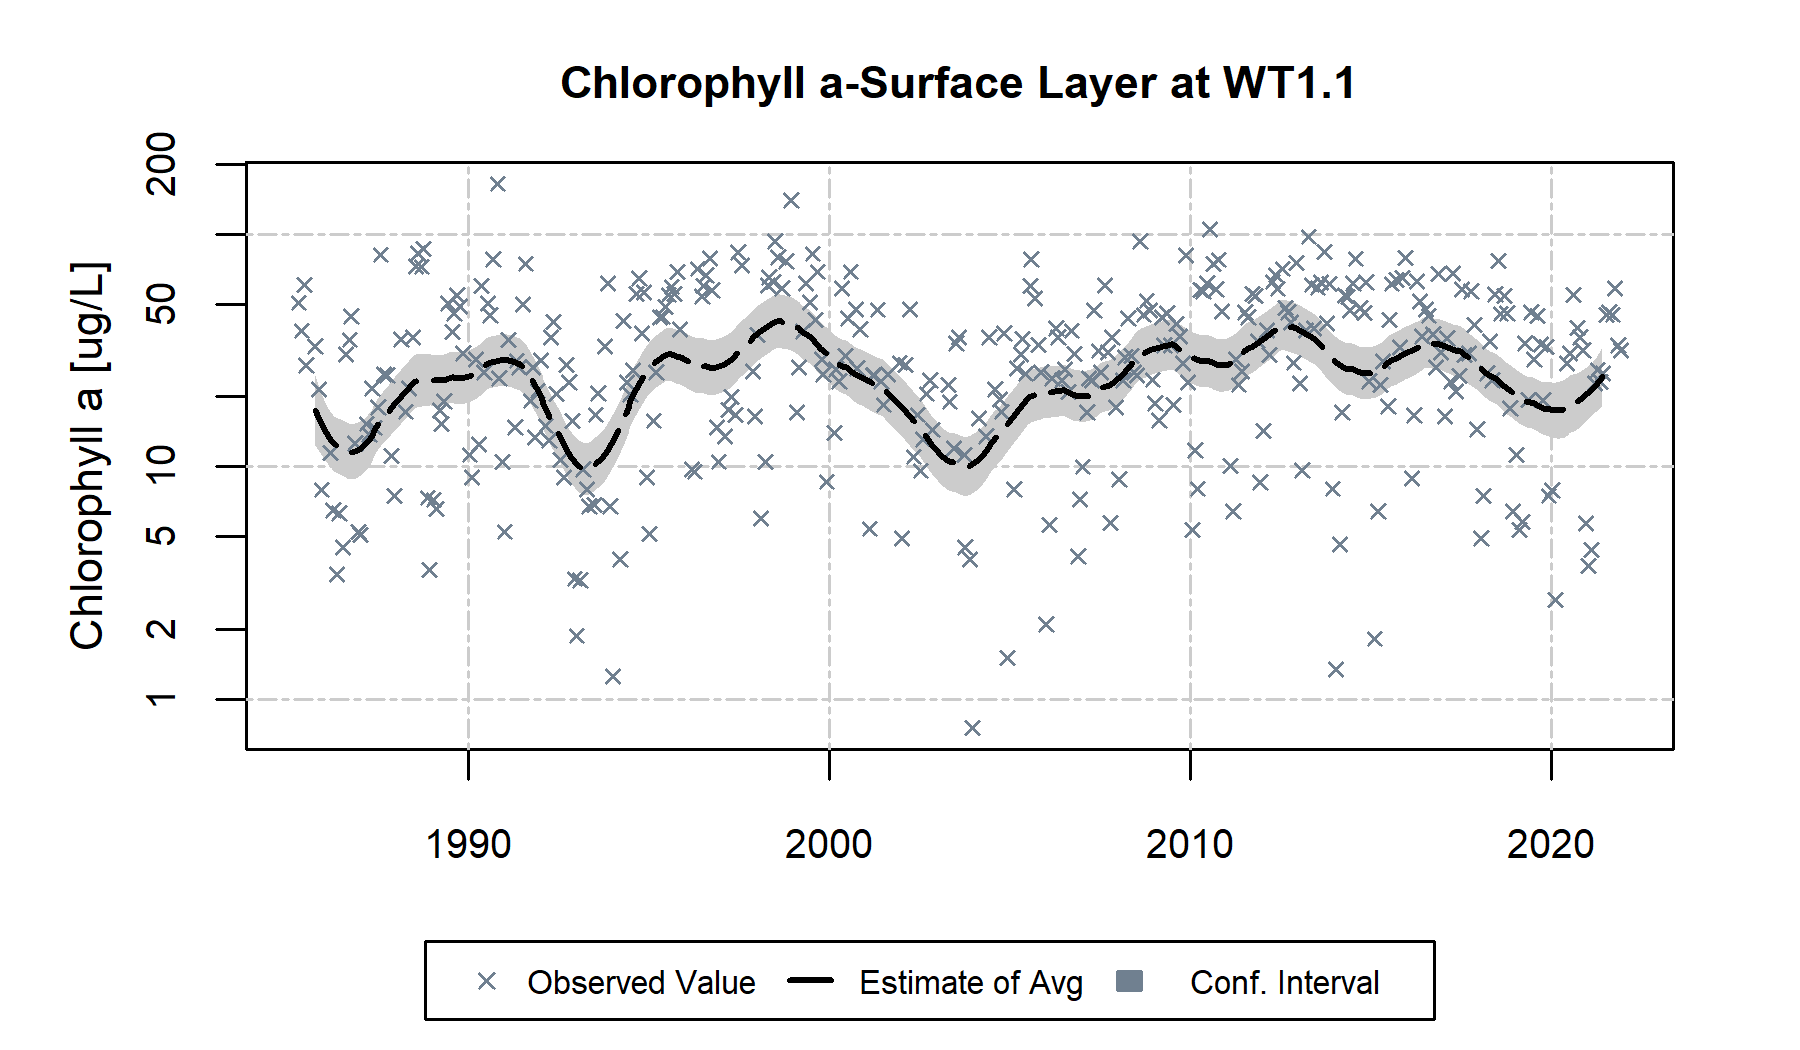 Chlorophyll a-Surface Layer at WT1.1
Chlorophyll a [ug/L]
200
50
10
5
2
1
1990 2000 2010 2020
Observed Value Estimate of Avg Conf. Interval